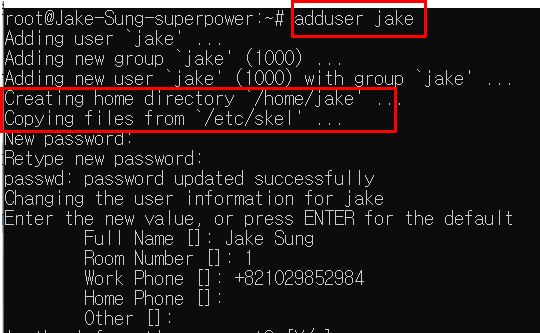 root@Jake-Sung-superpower:~# adduser jake
Adding user `jake' ...
Adding new group `jake' (1000) ...
Adding new user `jake' (1000) with group `jake' ...
Creating home directory `/home/jake' ...
Copying files from `/etc/skel' ...
New password:
Retype new password:
passwd: password updated successfully
Changing the user information for jake
Enter the new value, or press ENTER for the default
Full Name []: Jake Sung
Room Number []: 1
Work Phone []: +821029852984
Home Phone []:
Other []: